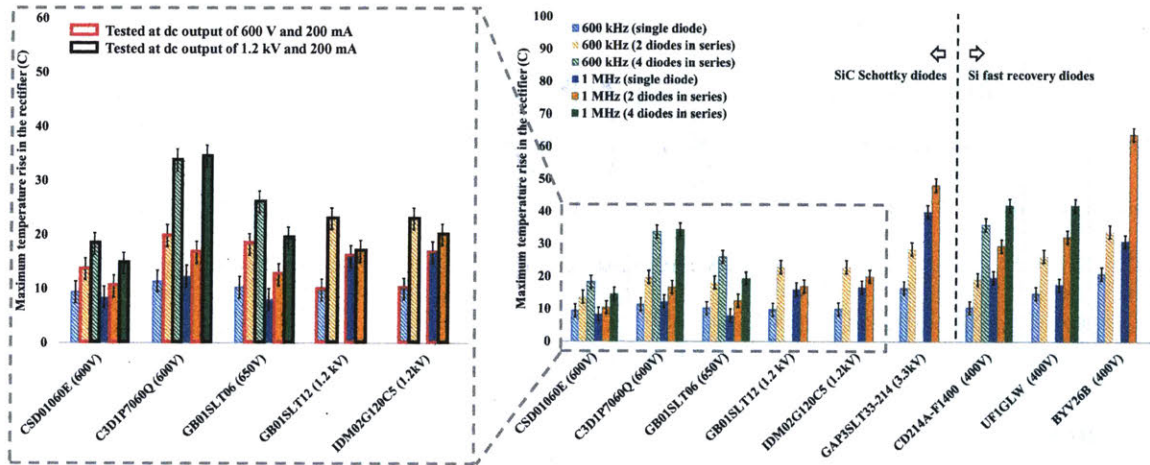 Maximum temperature rise in the rectifier (C)
60
50
40
30
20
10
0
Tested at dc output of 600 V and 200 mA
Tested at dc output of 1.2 kV and 200 mA
CSD01060E (600V)
C3D1P7060Q (600V)
GB01SLT06 (650V)
GB01SLT12 (1.2 kV)
IDM02G120C5 (1.2kV)
Maximum temperature rise in the rectifier (C)
100
90
80
70
60
50
40
30
20
10
0
600 kHz (single diode)
600 kHz (2 diodes in series)
600 kHz (4 diodes in series)
1 MHz (single diode)
1 MHz (2 diodes in series)
1 MHz (4 diodes in series)
SiC Schottky diodes
Si fast recovery diodes
CSD01060E (600V)
C3D1P7060Q (600V)
GB01SLT06 (650V)
GB01SLT12 (1.2 kV)
IDM02G120C5 (1.2kV)
GAP3SLT33-214 (3.3kV)
CD214A-F1400 (400V)
UF1GLW (400V)
BYV26B (400V)